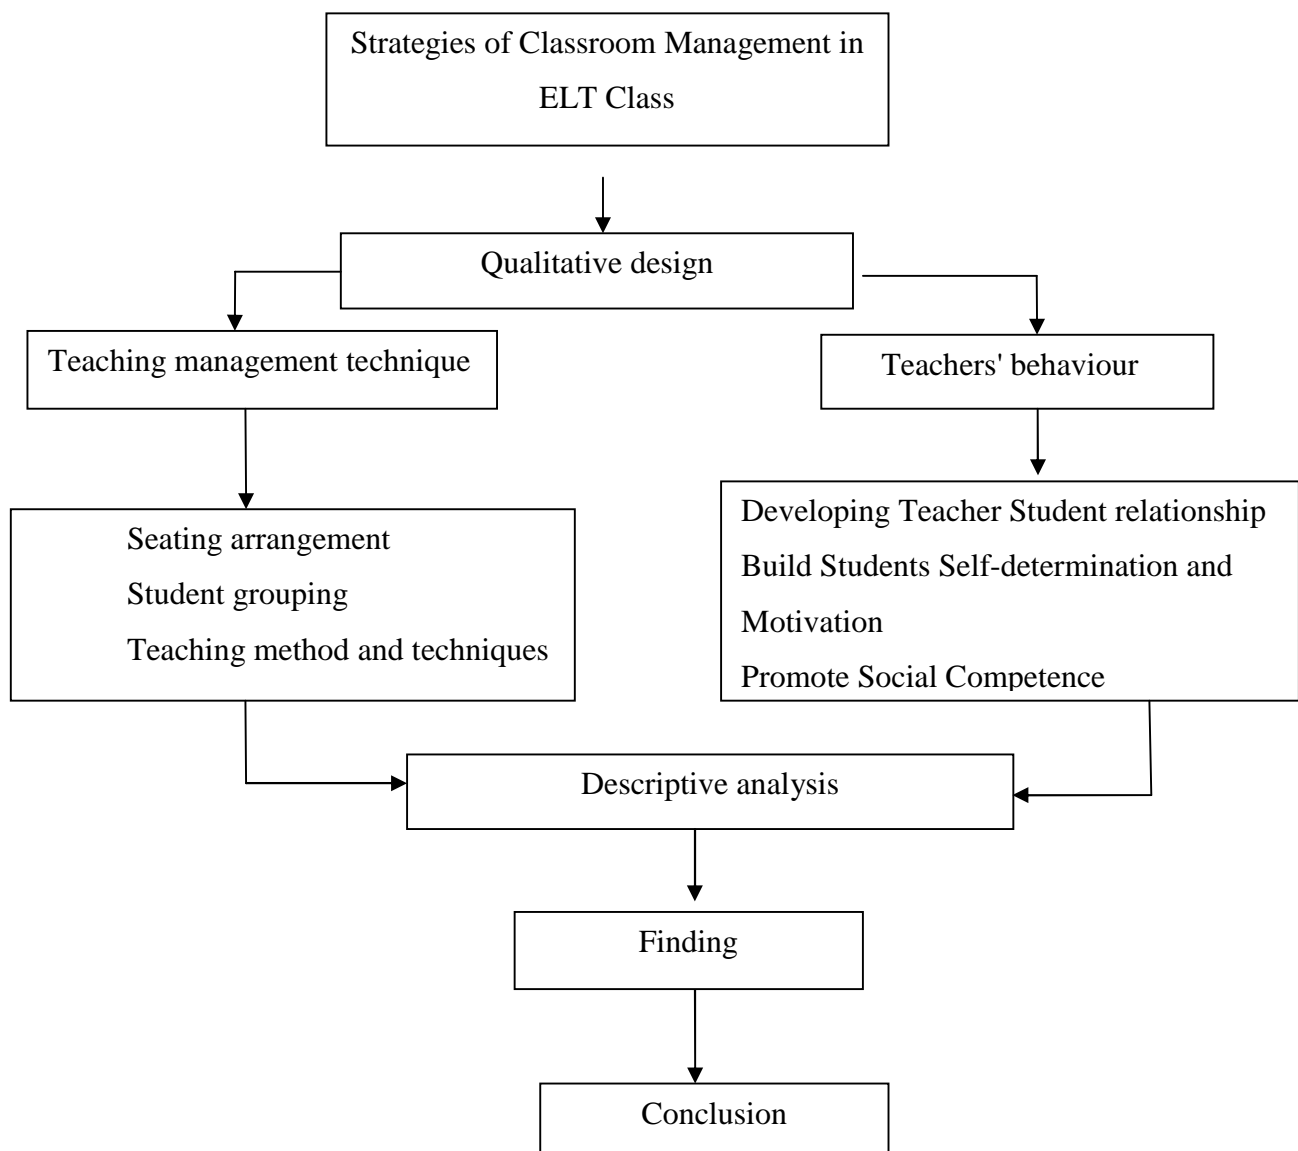 Strategies of Classroom Management in
ELT Class
Qualitative design
Teaching management technique
Teachers' behaviour
Seating arrangement
Student grouping
Teaching method and techniques
Developing Teacher Student relationship
Build Students Self-determination and
Motivation
Promote Social Competence
Descriptive analysis
Finding
Conclusion